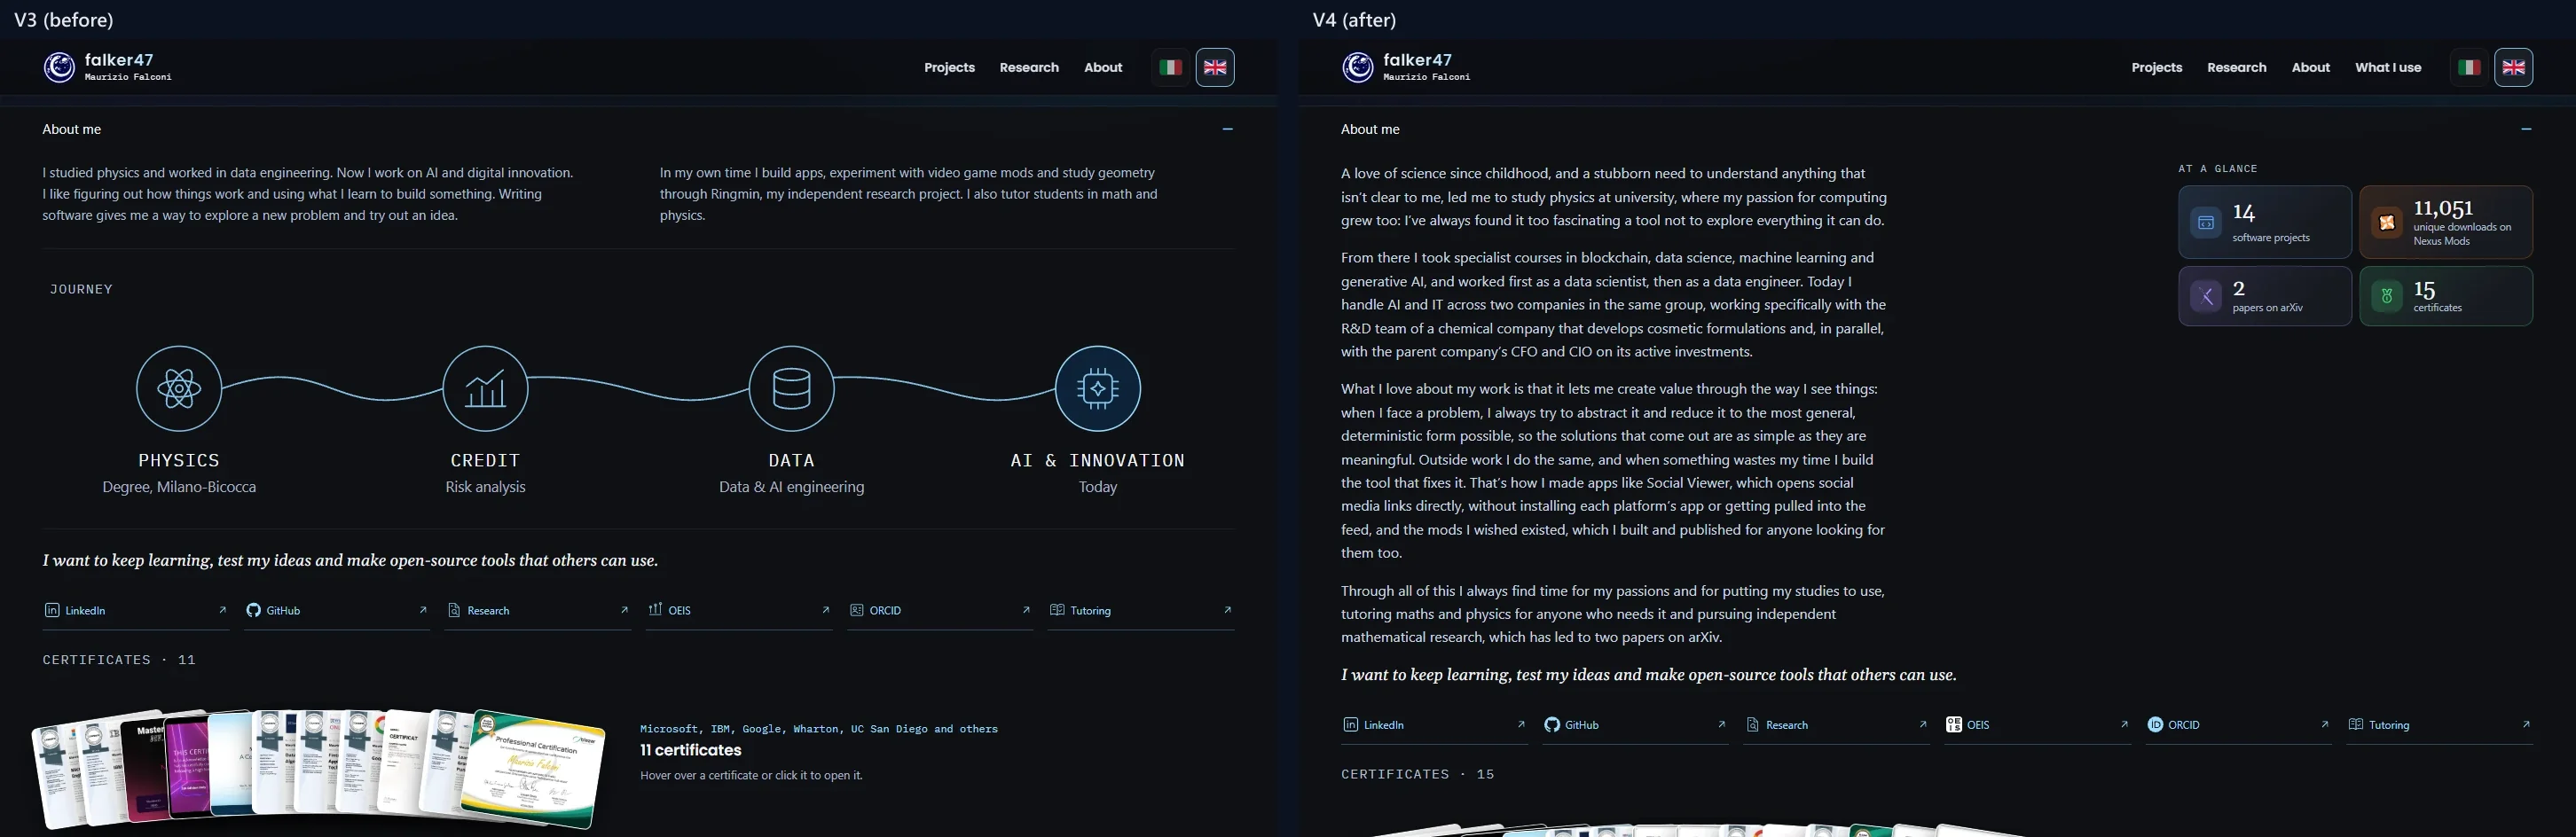 V3 (before)
falker47
Maurizio Falconi
Projects
Research
About
About me
I studied physics and worked in data engineering. Now I work on AI and digital innovation.
I like figuring out how things work and using what I learn to build something. Writing
software gives me a way to explore a new problem and try out an idea.
In my own time I build apps, experiment with video game mods and study geometry
through Ringmin, my independent research project. I also tutor students in math and
physics.
JOURNEY
PHYSICS
Degree, Milano-Bicocca
CREDIT
Risk analysis
DATA
Data & AI engineering
AI & INNOVATION
Today
I want to keep learning, test my ideas and make open-source tools that others can use.
LinkedIn
GitHub
Research
OEIS
ORCID
Tutoring
CERTIFICATES · 11
Master
Professional Certification
Microsoft, IBM, Google, Wharton, UC San Diego and others
11 certificates
Hover over a certificate or click it to open it.
V4 (after)
falker47
Maurizio Falconi
Projects
Research
About
What I use
About me
A love of science since childhood, and a stubborn need to understand anything that
isn’t clear to me, led me to study physics at university, where my passion for computing
grew too: I’ve always found it too fascinating a tool not to explore everything it can do.
From there I took specialist courses in blockchain, data science, machine learning and
generative AI, and worked first as a data scientist, then as a data engineer. Today I
handle AI and IT across two companies in the same group, working specifically with the
R&D team of a chemical company that develops cosmetic formulations and, in parallel,
with the parent company’s CFO and CIO on its active investments.
What I love about my work is that it lets me create value through the way I see things:
when I face a problem, I always try to abstract it and reduce it to the most general,
deterministic form possible, so the solutions that come out are as simple as they are
meaningful. Outside work I do the same, and when something wastes my time I build
the tool that fixes it. That’s how I made apps like Social Viewer, which opens social
media links directly, without installing each platform’s app or getting pulled into the
feed, and the mods I wished existed, which I built and published for anyone looking for
them too.
Through all of this I always find time for my passions and for putting my studies to use,
tutoring maths and physics for anyone who needs it and pursuing independent
mathematical research, which has led to two papers on arXiv.
AT A GLANCE
14
software projects
11,051
unique downloads on
Nexus Mods
2
papers on arXiv
15
certificates
I want to keep learning, test my ideas and make open-source tools that others can use.
LinkedIn
GitHub
Research
OEIS
ORCID
Tutoring
CERTIFICATES · 15